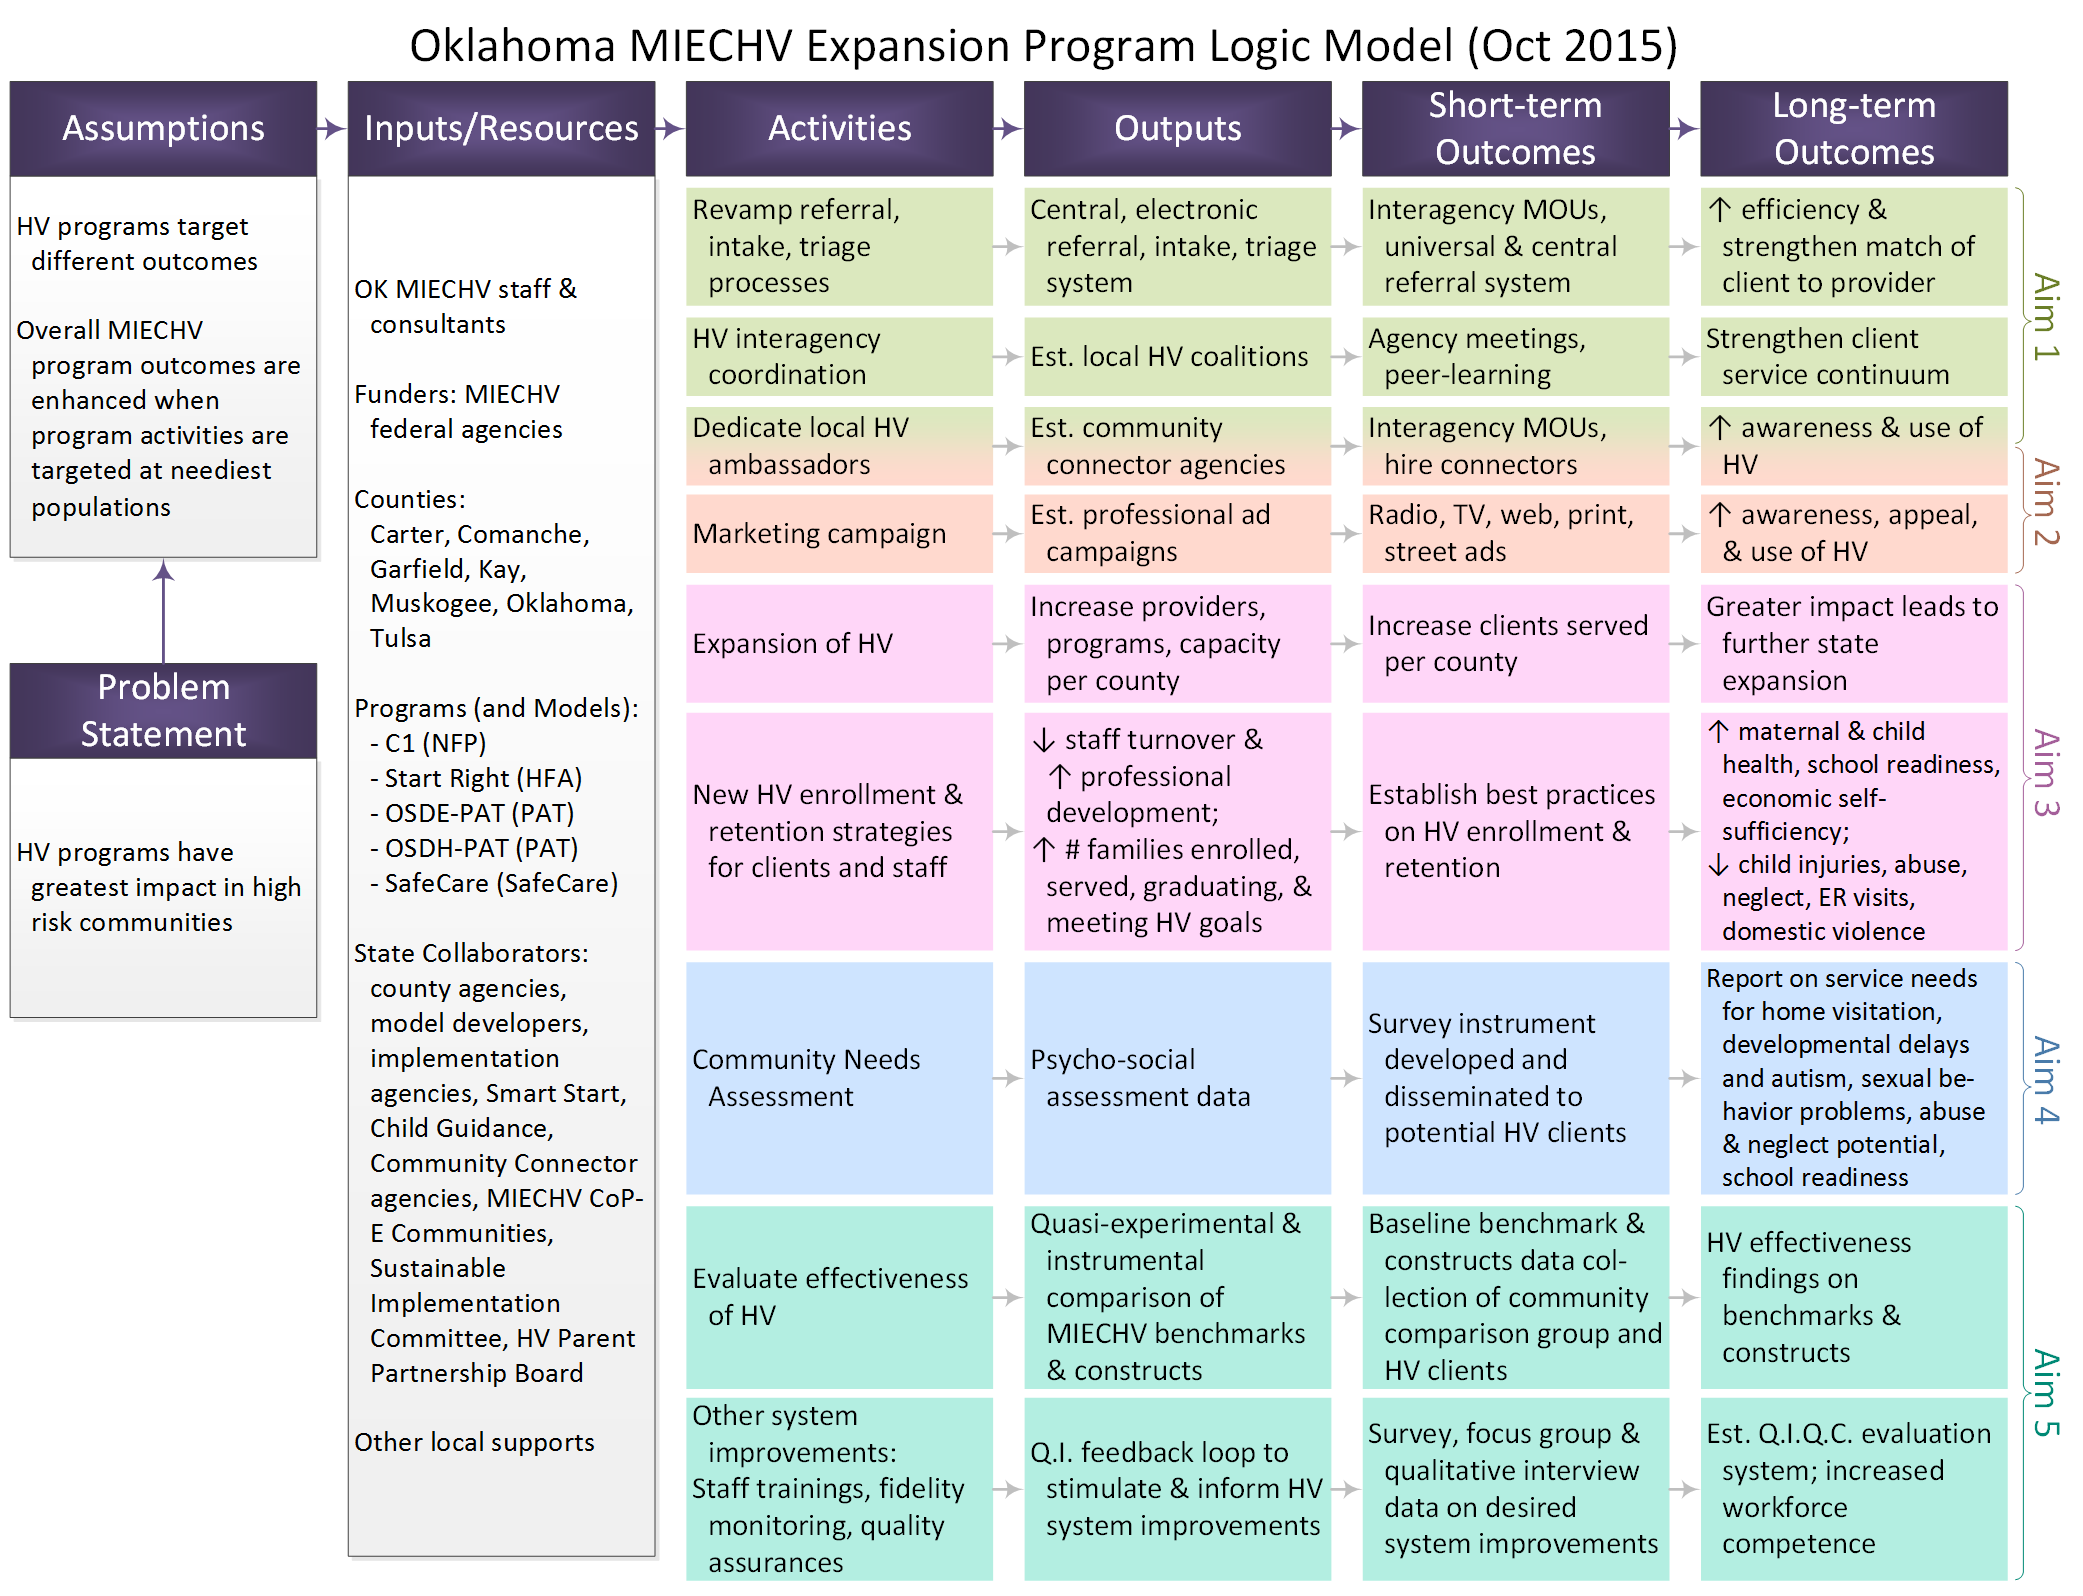 Oklahoma MIECHV Expansion Program Logic Model (Oct 2015)
Assumptions
HV programs target
different outcomes
Overall MIECHV
program outcomes are
enhanced when
program activities are
targeted at neediest
populations
Problem
Statement
HV programs have
greatest impact in high
risk communities
Inputs/Resources
OK MIECHV staff &
consultants
Funders: MIECHV
federal agencies
Counties:
Carter, Comanche,
Garfield, Kay,
Muskogee, Oklahoma,
Tulsa
Programs (and Models):
- C1 (NFP)
- Start Right (HFA)
- OSDE-PAT (PAT)
- OSDH-PAT (PAT)
- SafeCare (SafeCare)
State Collaborators:
county agencies,
model developers,
implementation
agencies, Smart Start,
Child Guidance,
Community Connector
agencies, MIECHV CoP-
E Communities,
Sustainable
Implementation
Committee, HV Parent
Partnership Board
Other local supports
Activities
Outputs
Short-term
Outcomes
Long-term
Outcomes
Revamp referral,
intake, triage
processes
Central, electronic
referral, intake, triage
system
Interagency MOUs,
universal & central
referral system
↑ efficiency &
strengthen match of
client to provider
HV interagency
coordination
Est. local HV coalitions
Agency meetings,
peer-learning
Strengthen client
service continuum
Aim 1
Dedicate local HV
ambassadors
Est. community
connector agencies
Interagency MOUs,
hire connectors
↑ awareness & use of
HV
Marketing campaign
Est. professional ad
campaigns
Radio, TV, web, print,
street ads
↑ awareness, appeal,
& use of HV
Aim 2
Expansion of HV
Increase providers,
programs, capacity
per county
Increase clients served
per county
Greater impact leads to
further state
expansion
New HV enrollment &
retention strategies
for clients and staff
↓ staff turnover &
↑ professional
development;
↑ # families enrolled,
served, graduating, &
meeting HV goals
Establish best practices
on HV enrollment &
retention
↑ maternal & child
health, school readiness,
economic self-
sufficiency;
↓ child injuries, abuse,
neglect, ER visits,
domestic violence
Aim 3
Community Needs
Assessment
Psycho-social
assessment data
Survey instrument
developed and
disseminated to
potential HV clients
Report on service needs
for home visitation,
developmental delays
and autism, sexual be-
havior problems, abuse
& neglect potential,
school readiness
Aim 4
Evaluate effectiveness
of HV
Quasi-experimental &
instrumental
comparison of
MIECHV benchmarks
& constructs
Baseline benchmark &
constructs data col-
lection of community
comparison group and
HV clients
HV effectiveness
findings on
benchmarks &
constructs
Other system
improvements:
Staff trainings, fidelity
monitoring, quality
assurances
Q.I. feedback loop to
stimulate & inform HV
system improvements
Survey, focus group &
qualitative interview
data on desired
system improvements
Est. Q.I.Q.C. evaluation
system; increased
workforce
competence
Aim 5